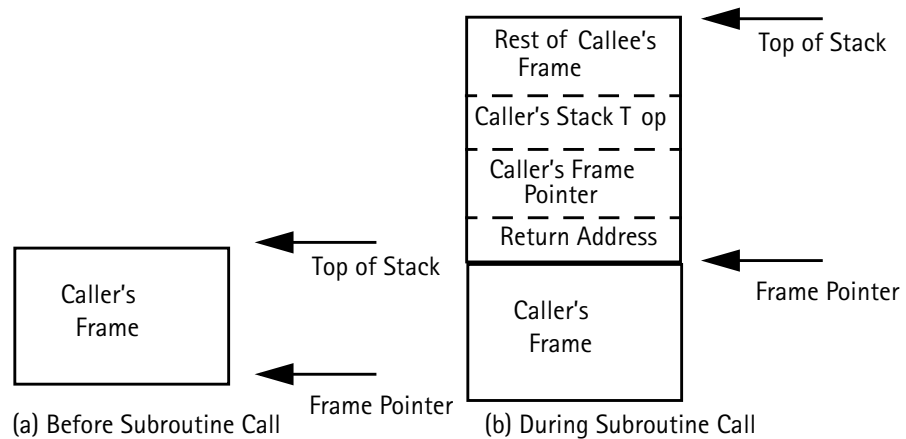 Top of Stack
Frame Pointer
Caller's
Frame
(a) Before Subroutine Call
Rest of Callee's
Frame
Caller's Stack T op
Caller's Frame
Pointer
Return Address
Caller's
Frame
Top of Stack
Frame Pointer
(b) During Subroutine Call